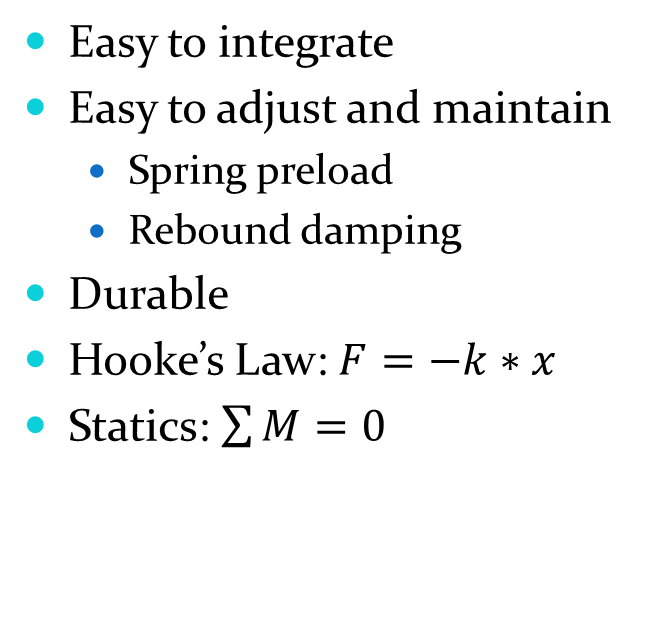 • Easy to integrate
• Easy to adjust and maintain
• Spring preload
• Rebound damping
• Durable
• Hooke’s Law: F = −k ∗ x
• Statics: ∑ M = 0